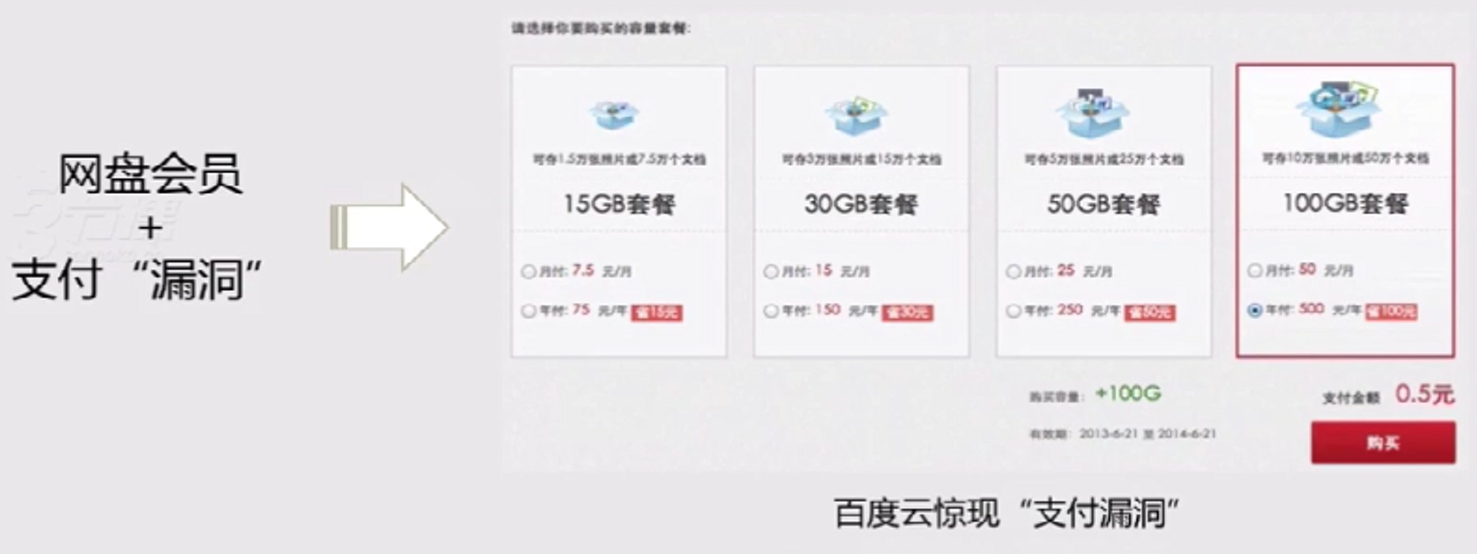 网盘会员
+
支付“漏洞”
请选择你要购买的容量套餐:
可存1.5万张照片或7.5万个文档
15GB套餐
月付: 7.5 元/月
年付: 75 元/年 省15元
可存3万张照片或15万个文档
30GB套餐
月付: 15 元/月
年付: 150 元/年 省30元
可存5万张照片或25万个文档
50GB套餐
月付: 25 元/月
年付: 250 元/年 省50元
可存10万张照片或50万个文档
100GB套餐
月付: 50 元/月
年付: 500 元/年 省100元
购买容量: +100G
支付金额 0.5元
有效期: 2013-6-21 至 2014-6-21
购买
百度云惊现“支付漏洞”